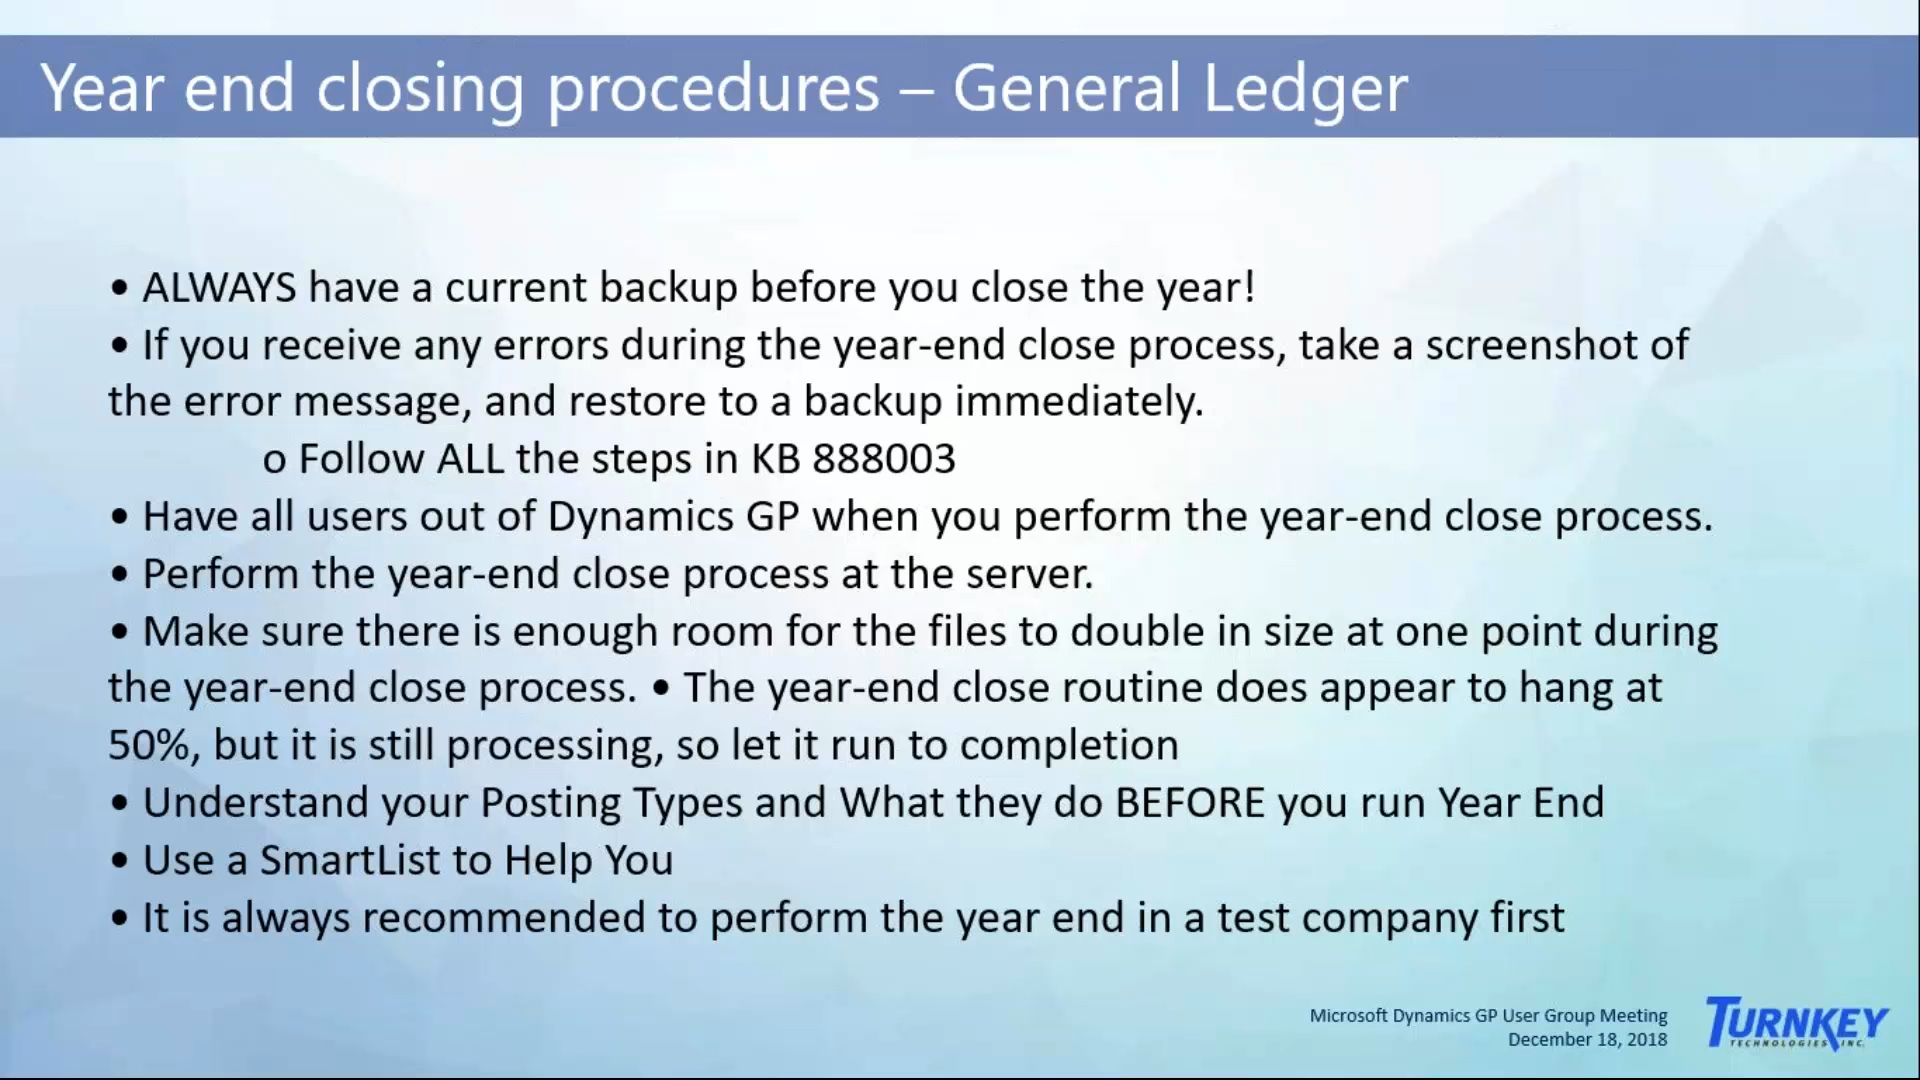 Year end closing procedures – General Ledger
• ALWAYS have a current backup before you close the year!
• If you receive any errors during the year-end close process, take a screenshot of
the error message, and restore to a backup immediately.
o Follow ALL the steps in KB 888003
• Have all users out of Dynamics GP when you perform the year-end close process.
• Perform the year-end close process at the server.
• Make sure there is enough room for the files to double in size at one point during
the year-end close process. • The year-end close routine does appear to hang at
50%, but it is still processing, so let it run to completion
• Understand your Posting Types and What they do BEFORE you run Year End
• Use a SmartList to Help You
• It is always recommended to perform the year end in a test company first
Microsoft Dynamics GP User Group Meeting
December 18, 2018
TURNKEY
TECHNOLOGIES, INC.